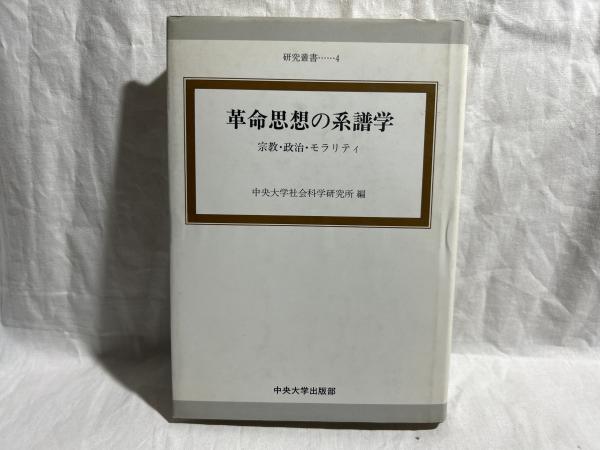 研究叢書……4
革命思想の系譜学
宗教・政治・モラリティ
中央大学社会科学研究所 編
中央大学出版部